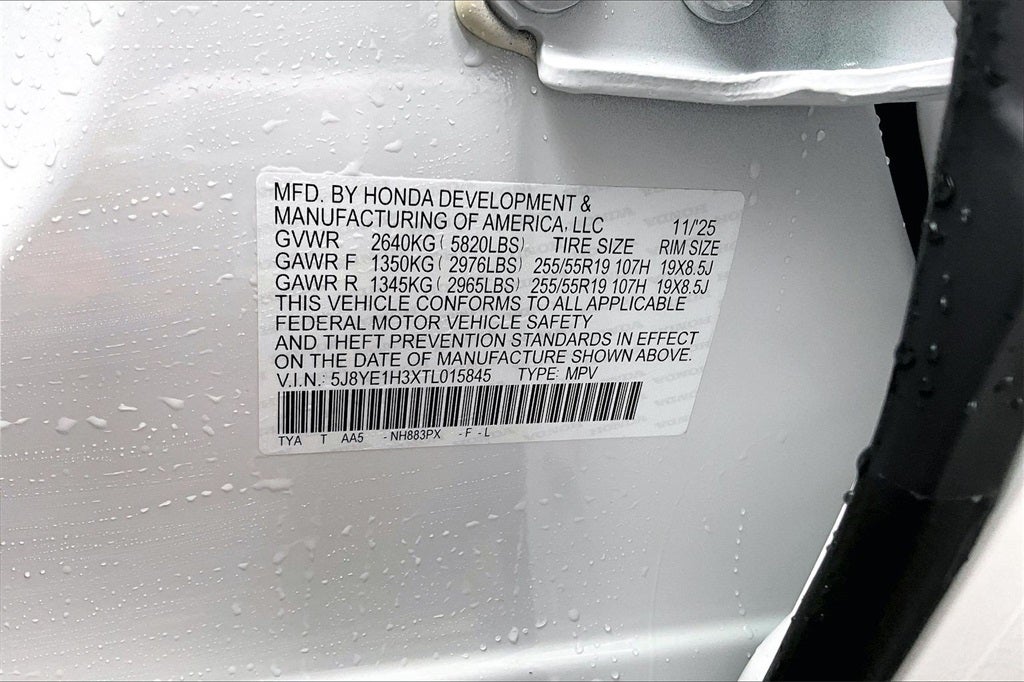 MFD. BY HONDA DEVELOPMENT &
MANUFACTURING OF AMERICA, LLC 11/'25
GVWR 2640KG ( 5820LBS) TIRE SIZE RIM SIZE
GAWR F 1350KG ( 2976LBS) 255/55R19 107H 19X8.5J
GAWR R 1345KG ( 2965LBS) 255/55R19 107H 19X8.5J
THIS VEHICLE CONFORMS TO ALL APPLICABLE
FEDERAL MOTOR VEHICLE SAFETY
AND THEFT PREVENTION STANDARDS IN EFFECT
ON THE DATE OF MANUFACTURE SHOWN ABOVE.
V.I.N.: 5J8YE1H3XTL015845 TYPE: MPV
TYA T AA5 -NH883PX -F -L